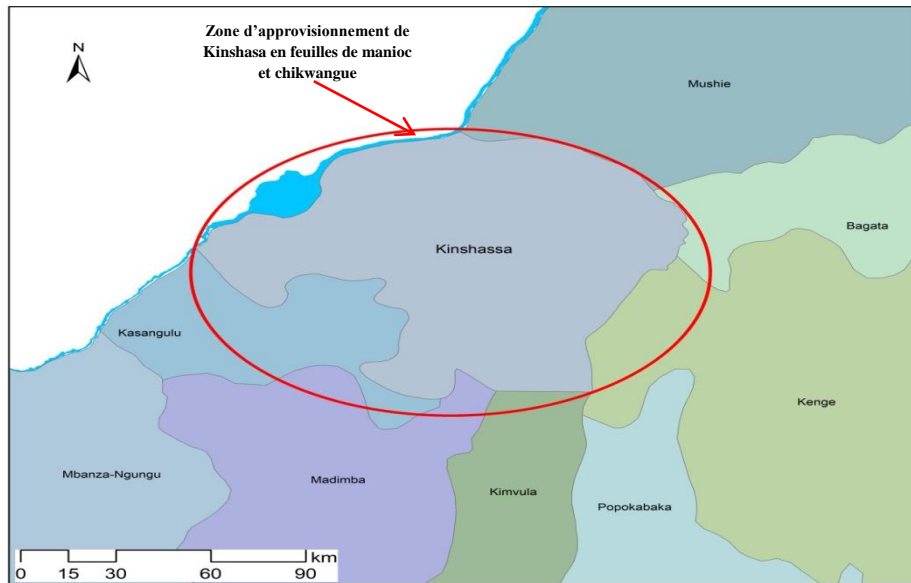 Zone d'approvisionnement de
Kinshasa en feuilles de manioc
et chikwangue
N
Mushie
Bagata
Kinshassa
Kasangulu
Kenge
Mbanza-Ngungu
Madimba
Kimvula
Popokabaka
km
0 15 30 60 90